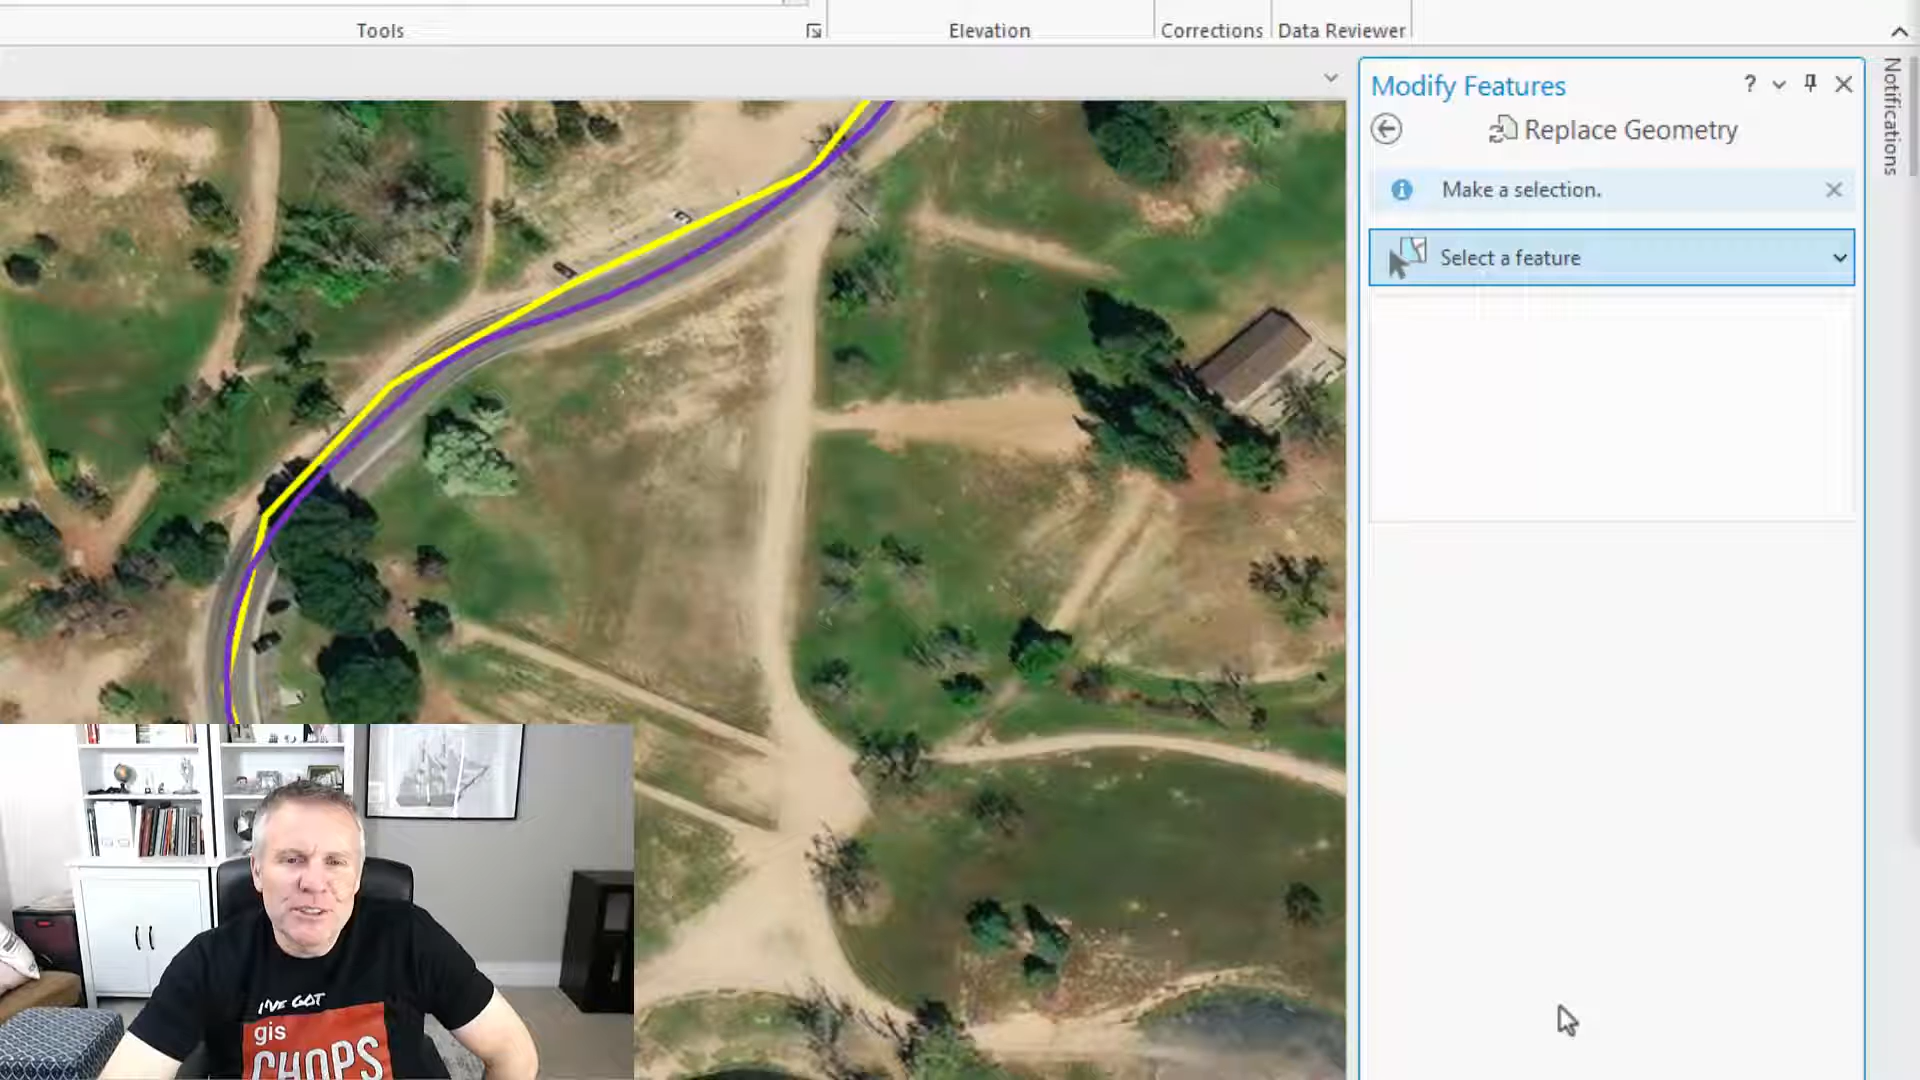 Tools
Elevation
Corrections
Data Reviewer
Notifications
Modify Features
?
Replace Geometry
Make a selection.
Select a feature
I'VE GOT
gis
CHOPS